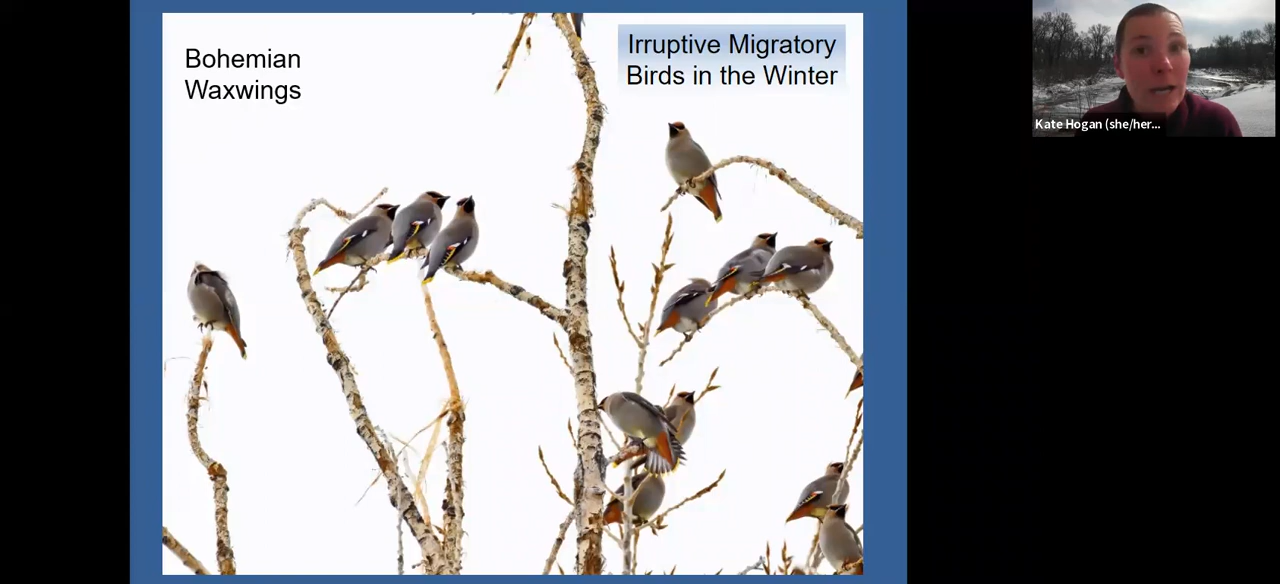 Bohemian
Waxwings
Irruptive Migratory
Birds in the Winter
Kate Hogan (she/her...